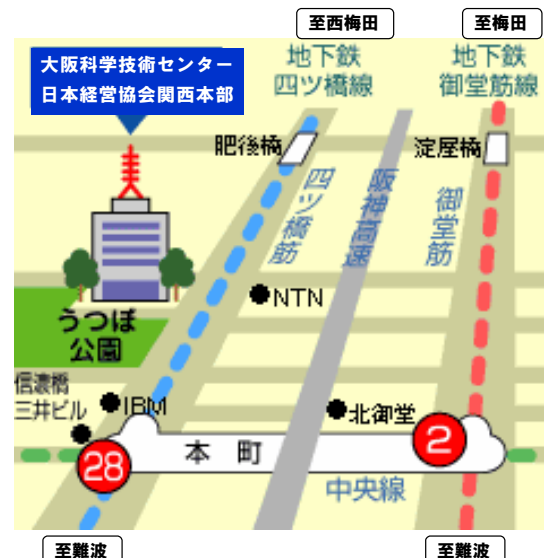 至西梅田
至梅田
大阪科学技術センター
日本経営協会関西本部
地下鉄
四ツ橋線
地下鉄
御堂筋線
肥後橋
淀屋橋
四ツ橋筋
阪神高速
御堂筋
NTN
うつぼ
公園
信濃橋
三井ビル
IBM
北御堂
2
28
本町
中央線
至難波
至難波